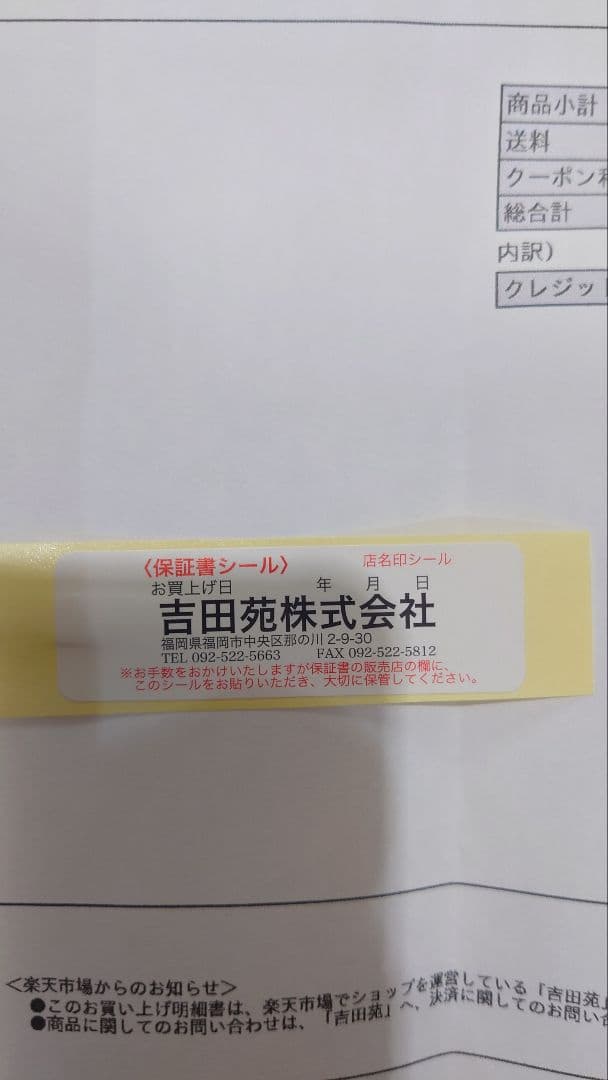 商品小計
送料
クーポン利
総合計
内訳）
クレジット
〈保証書シール〉 店名印シール
お買上げ日 年 月 日
吉田苑株式会社
福岡県福岡市中央区那の川 2-9-30
TEL 092-522-5663 FAX 092-522-5812
※お手数をおかけいたしますが保証書の販売店の欄に、
このシールをお貼りいただき、大切に保管してください。
＜楽天市場からのお知らせ＞
●このお買い上げ明細書は、楽天市場でショップを運営している「吉田苑」
●商品に関してのお問い合わせは、「吉田苑」へ、決済に関してのお問い合